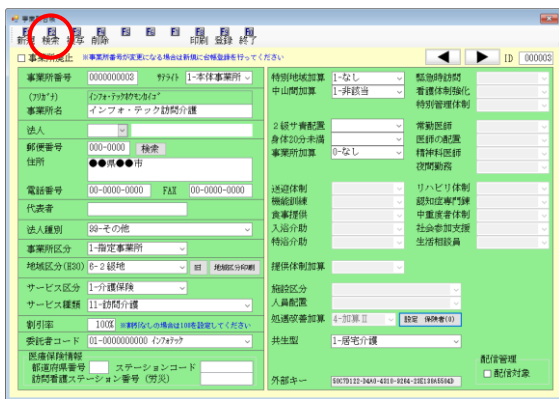 事業所台帳
新規 検索 複写 削除 印刷 登録 終了
事業所廃止 ※事業所番号が変更になる場合は新規に台帳登録を行ってください ID 000003
事業所番号 0000000003 ｻﾃﾗｲﾄ 1-本体事業所
(ﾌﾘｶﾞﾅ) ｲﾝﾌｫ･ﾃｯｸﾎｳﾓﾝｶｲｺﾞ
事業所名 インフォ・テック訪問介護
法人
郵便番号 000-0000 検索
住所 ●●県●●市
電話番号 00-0000-0000 FAX 00-0000-0000
代表者
法人種別 99-その他
事業所区分 1-指定事業所
地域区分(H30) 6-2級地 旧 地域区分印刷
サービス区分 1-介護保険
サービス種類 11-訪問介護
割引率 100% ※割引なしの場合は100を設定してください
委託者コード 01-0000000000 ｲﾝﾌｫﾃｯｸ
医療保険情報
都道府県番号 ステーションコード
訪問看護ステーション番号（労災）
特別地域加算 1-なし
中山間加算 1-非該当
2級サ責配置
身体20分未満
事業所加算 0-なし
送迎体制
機能訓練
食事提供
入浴介助
特浴介助
提供体制加算
施設区分
人員配置
処遇改善加算 4-加算Ⅱ 設定 保険者(0)
共生型 1-居宅介護
外部キー
緊急時訪問
看護体制強化
特別管理体制
常勤医師
医師の配置
精神科医師
夜間勤務
リハビリ体制
認知症専門棟
中重度者体制
社会参加支援
生活相談員
配信管理
配信対象